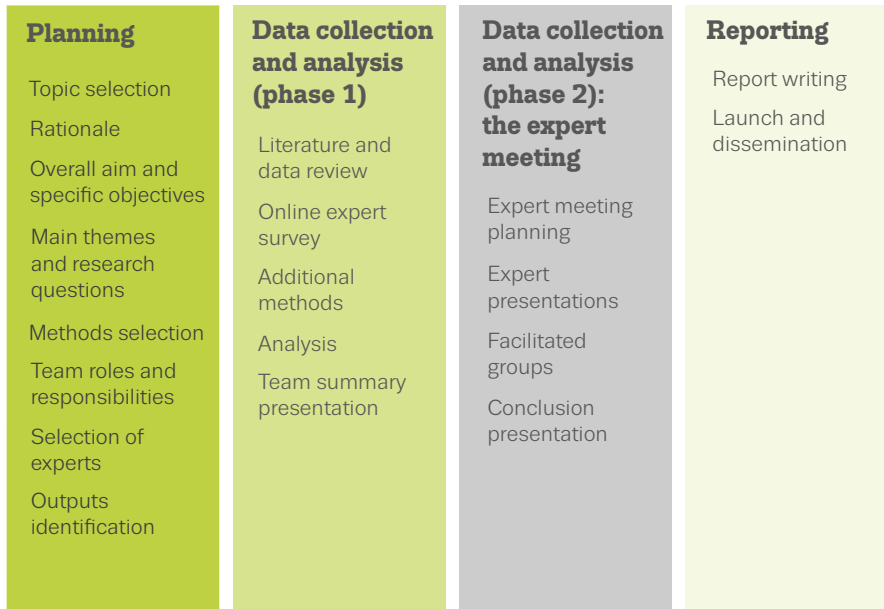 Planning
Topic selection
Rationale
Overall aim and
specific objectives
Main themes
and research
questions
Methods selection
Team roles and
responsibilities
Selection of
experts
Outputs
identification
Data collection
and analysis
(phase 1)
Literature and
data review
Online expert
survey
Additional
methods
Analysis
Team summary
presentation
Data collection
and analysis
(phase 2):
the expert
meeting
Expert meeting
planning
Expert
presentations
Facilitated
groups
Conclusion
presentation
Reporting
Report writing
Launch and
dissemination